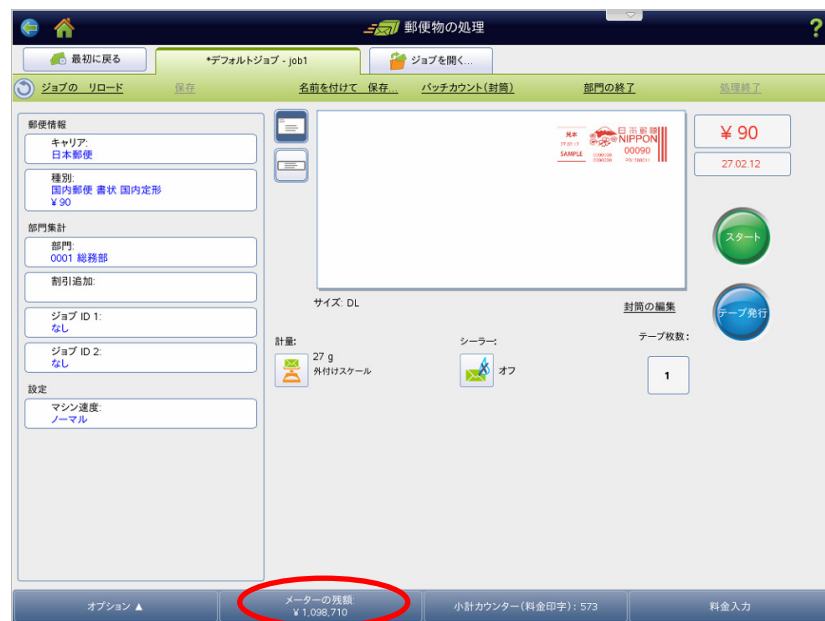 郵便物の処理
?
最初に戻る
*デフォルトジョブ - job1
ジョブを開く...
ジョブの リロード
保存
名前を付けて 保存...
バッチカウント(封筒)
部門の終了
処理終了
郵便情報
キャリア:
日本郵便
種別:
国内郵便 書状 国内定形
¥ 90
部門集計
部門:
0001 総務部
割引追加:
ジョブ ID 1:
なし
ジョブ ID 2:
なし
設定
マシン速度:
ノーマル
見本
SAMPLE
日本郵便
NIPPON
00090
¥ 90
27.02.12
スタート
テープ発行
サイズ: DL
封筒の編集
計量:
27 g
外付けスケール
シーラー:
オフ
テープ枚数:
1
オプション ▲
メーターの残額:
¥ 1,098,710
小計カウンター(料金印字) : 573
料金入力